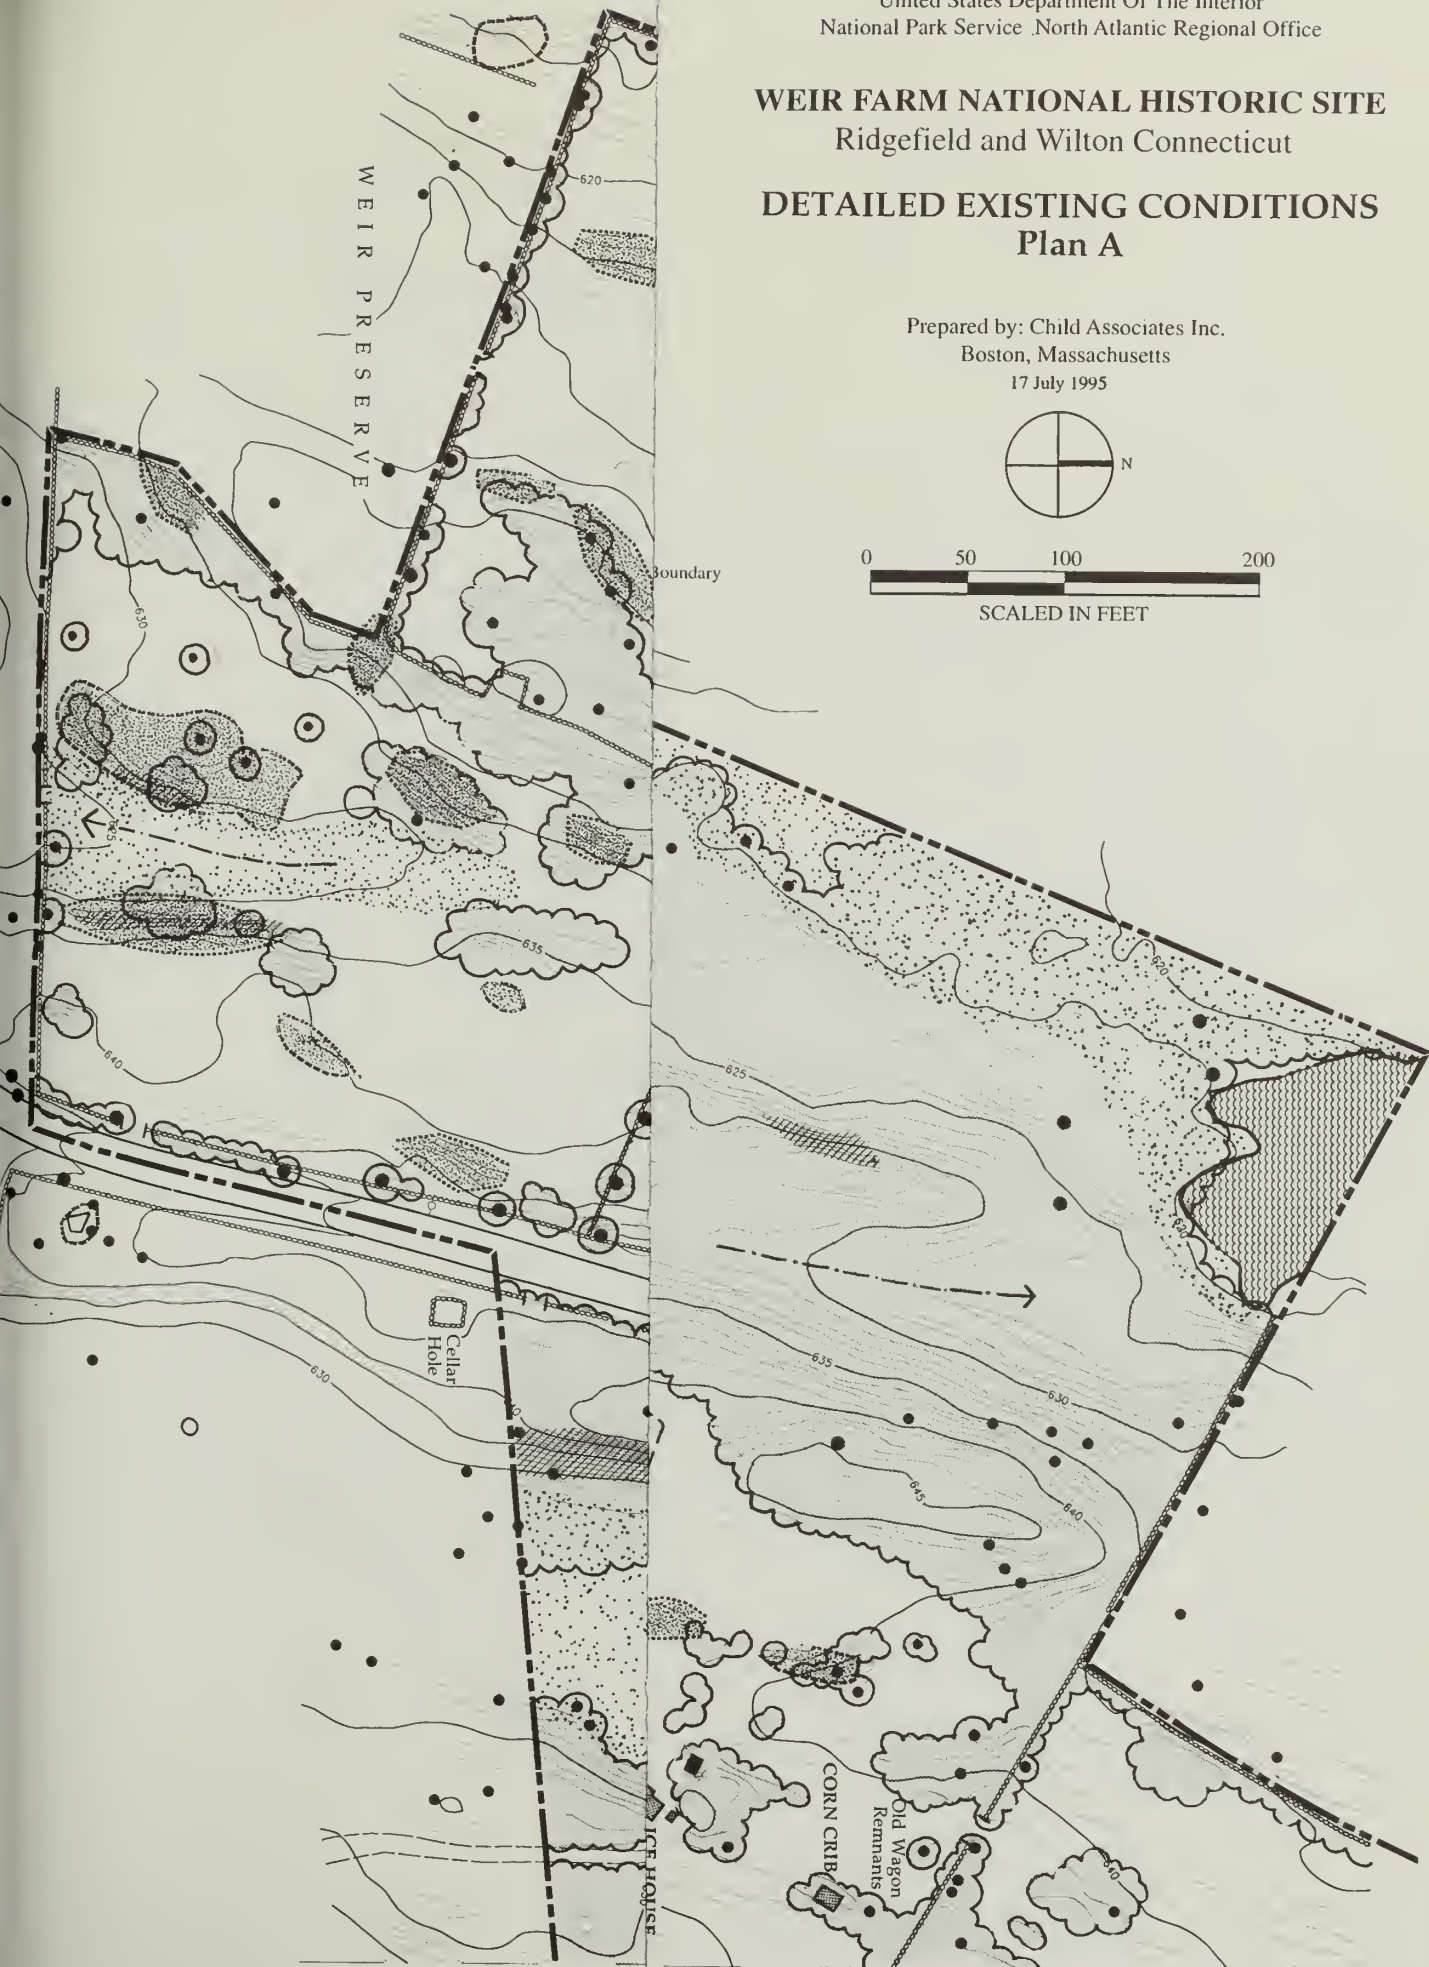 United States Department Of The Interior
National Park Service North Atlantic Regional Office
WEIR FARM NATIONAL HISTORIC SITE
Ridgefield and Wilton Connecticut
DETAILED EXISTING CONDITIONS
Plan A
Prepared by: Child Associates Inc.
Boston, Massachusetts
17 July 1995
N
0 50 100 200
SCALED IN FEET
WEIR PRESERVE
620
Boundary
630
625
635
620
640
625
620
635
630
Cellar
Hole
630
645
640
CORN CRIB
Old Wagon
Remnants
ICE HOUSE
640